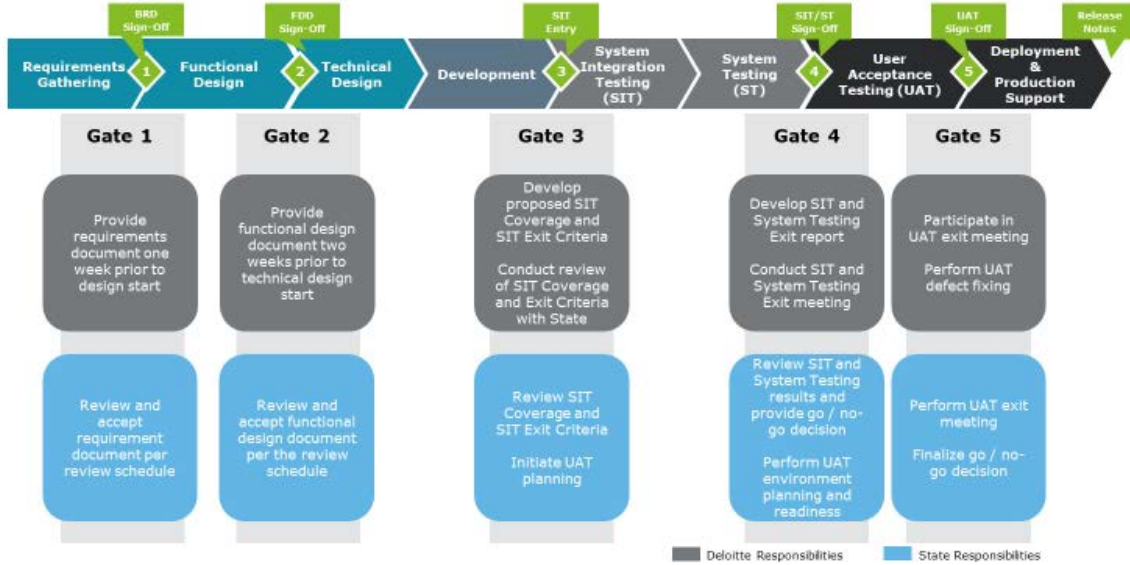 BRD
Sign-Off
FDD
Sign-Off
SIT
Entry
SIT/ST
Sign-Off
UAT
Sign-Off
Release
Notes
Requirements
Gathering
1
Functional
Design
2
Technical
Design
Development
3
System
Integration
Testing
(SIT)
System
Testing
(ST)
4
User
Acceptance
Testing (UAT)
5
Deployment
&
Production
Support
Gate 1
Gate 2
Gate 3
Gate 4
Gate 5
Provide
requirements
document one
week prior to
design start
Provide
functional design
document two
weeks prior to
technical design
start
Develop
proposed SIT
Coverage and
SIT Exit Criteria
Conduct review
of SIT Coverage
and Exit Criteria
with State
Develop SIT and
System Testing
Exit report
Conduct SIT and
System Testing
Exit meeting
Participate in
UAT exit meeting
Perform UAT
defect fixing
Review and
accept
requirement
document per
review schedule
Review and
accept functional
design document
per the review
schedule
Review SIT
Coverage and
SIT Exit Criteria
Initiate UAT
planning
Review SIT and
System Testing
results and
provide go / no-
go decision
Perform UAT
environment
planning and
readiness
Perform UAT exit
meeting
Finalize go / no-
go decision
Deloitte Responsibilities
State Responsibilities